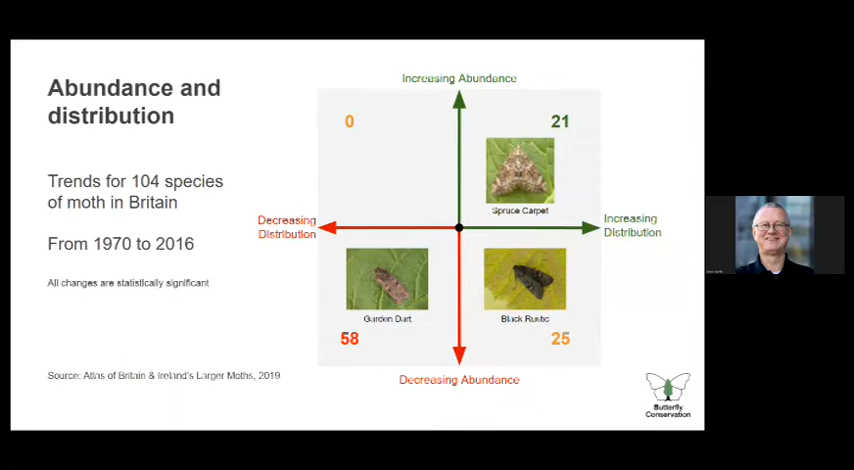 Abundance and
distribution
Trends for 104 species
of moth in Britain
From 1970 to 2016
All changes are statistically significant
Source: Atlas of Britain & Ireland's Larger Moths, 2019
Increasing Abundance
0
21
Spruce Carpet
Decreasing
Distribution
Increasing
Distribution
Garden Dart
Black Rustic
58
25
Decreasing Abundance
Butterfly
Conservation